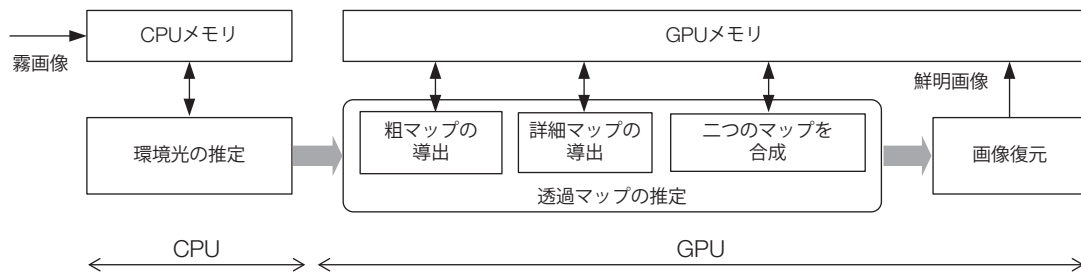 CPUメモリ
GPUメモリ
霧画像
鮮明画像
環境光の推定
粗マップの
導出
詳細マップの
導出
二つのマップを
合成
透過マップの推定
画像復元
CPU
GPU